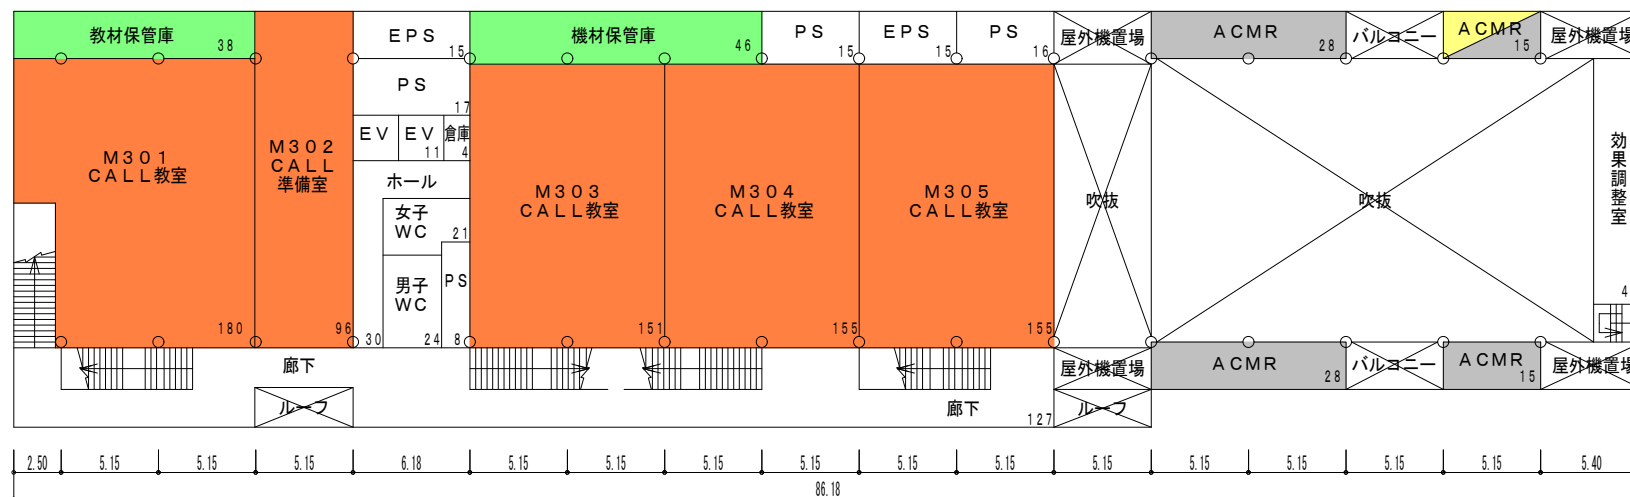 教材保管庫
38
EPS
15
機材保管庫
46
PS
15
EPS
15
PS
16
屋外機置場
ACMR
28
バルコニー
ACMR
15
屋外機置場
PS
17
EV
EV
11
倉庫
4
M301
CALL教室
180
M302
CALL
準備室
96
ホール
30
女子
WC
21
男子
WC
24
PS
8
M303
CALL教室
151
M304
CALL教室
155
M305
CALL教室
155
吹抜
吹抜
効果調整室
4
廊下
ルーフ
廊下
127
屋外機置場
ルーフ
ACMR
28
バルコニー
ACMR
15
屋外機置場
2.50 5.15 5.15 5.15 6.18 5.15 5.15 5.15 5.15 5.15 5.15 5.15 5.15 5.15 5.15 5.15 5.40
86.18